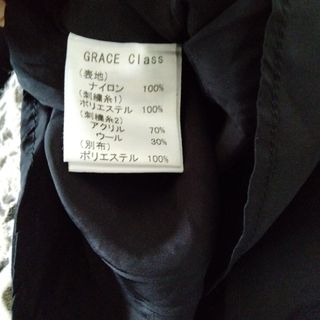 GRACE Class
(表地)
ナイロン 100%
(刺繍糸1)
ポリエステル 100%
(刺繍糸2)
アクリル 70%
ウール 30%
(別布)
ポリエステル 100%